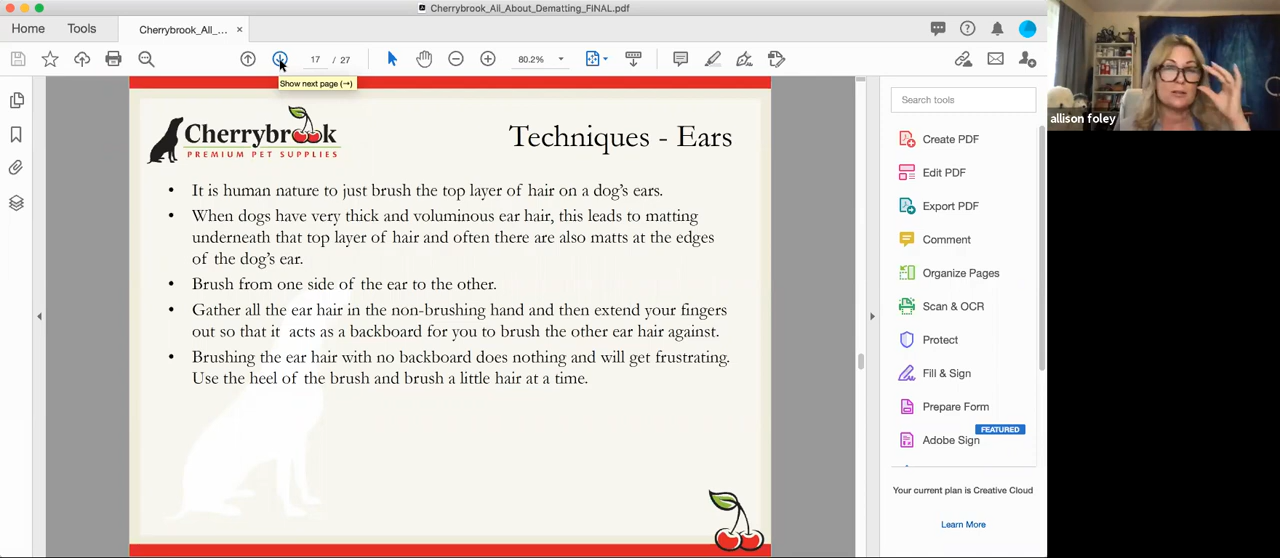 Cherrybrook_All_About_Dematting_FINAL.pdf
Home
Tools
Cherrybrook_All_...
×
17 / 27
80.2%
Show next page (→)
Cherrybrook
PREMIUM PET SUPPLIES
Techniques - Ears
• It is human nature to just brush the top layer of hair on a dog's ears.
• When dogs have very thick and voluminous ear hair, this leads to matting
underneath that top layer of hair and often there are also matts at the edges
of the dog's ear.
• Brush from one side of the ear to the other.
• Gather all the ear hair in the non-brushing hand and then extend your fingers
out so that it acts as a backboard for you to brush the other ear hair against.
• Brushing the ear hair with no backboard does nothing and will get frustrating.
Use the heel of the brush and brush a little hair at a time.
Search tools
Create PDF
Edit PDF
Export PDF
Comment
Organize Pages
Scan & OCR
Protect
Fill & Sign
Prepare Form
FEATURED
Adobe Sign
Your current plan is Creative Cloud
Learn More
allison foley